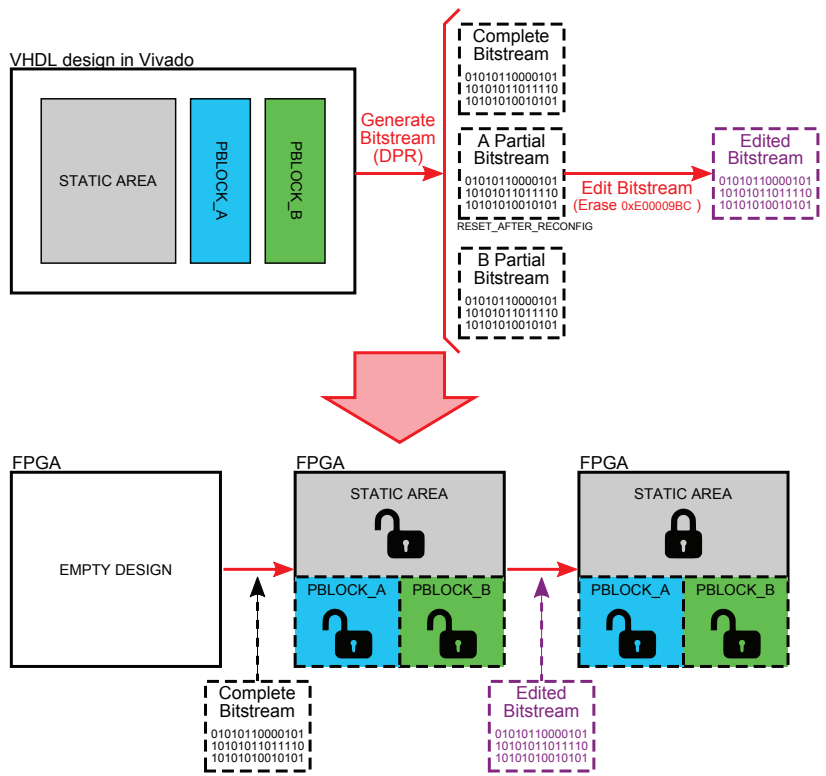 VHDL design in Vivado
STATIC AREA
PBLOCK_A
PBLOCK_B
Generate
Bitstream
(DPR)
Complete
Bitstream
01010110000101
10101011011110
10101010010101
A Partial
Bitstream
01010110000101
10101011011110
10101010010101
RESET_AFTER_RECONFIG
Edit Bitstream
(Erase 0xE00009BC )
Edited
Bitstream
01010110000101
10101011011110
10101010010101
B Partial
Bitstream
01010110000101
10101011011110
10101010010101
FPGA
EMPTY DESIGN
FPGA
STATIC AREA
PBLOCK_A
PBLOCK_B
FPGA
STATIC AREA
PBLOCK_A
PBLOCK_B
Complete
Bitstream
01010110000101
10101011011110
10101010010101
Edited
Bitstream
01010110000101
10101011011110
10101010010101